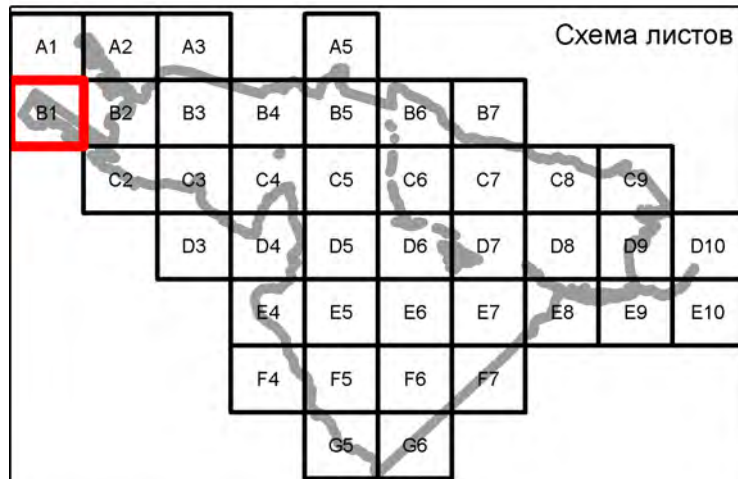 Схема листов
A1 A2 A3 A5
B1 B2 B3 B4 B5 B6 B7
C2 C3 C4 C5 C6 C7 C8 C9
D3 D4 D5 D6 D7 D8 D9 D10
E4 E5 E6 E7 E8 E9 E10
F4 F5 F6 F7
G5 G6